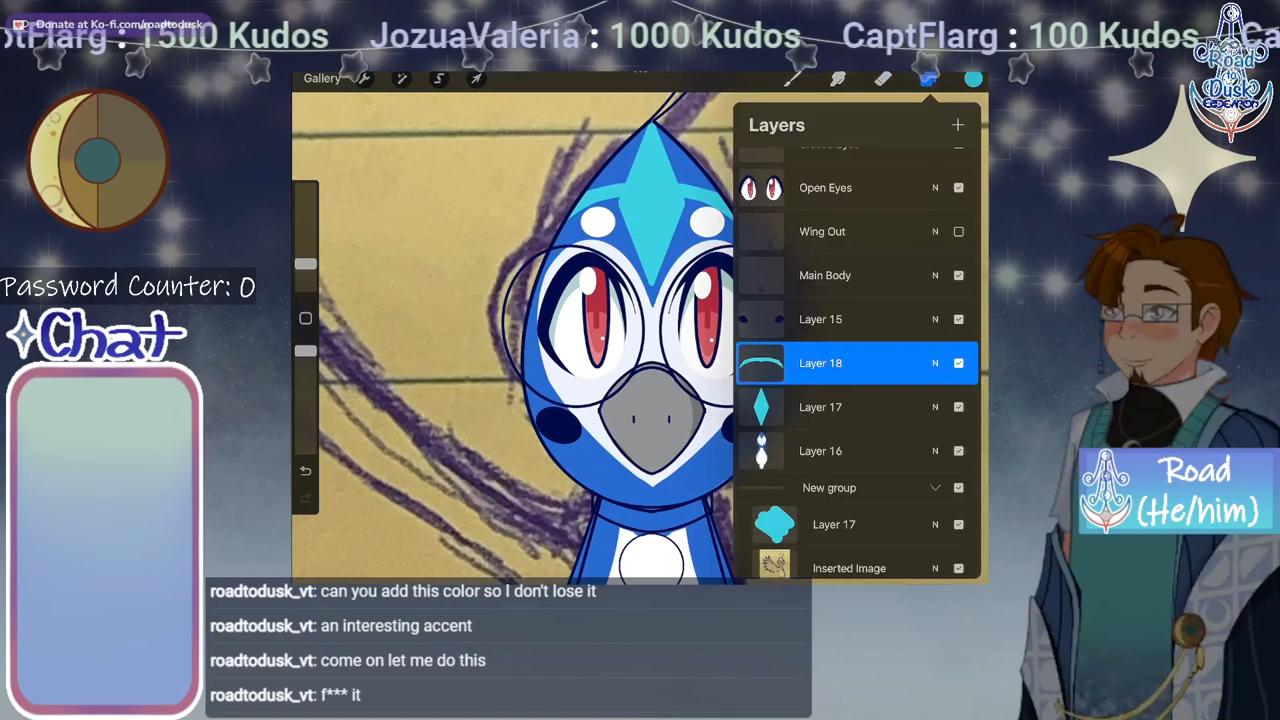 Donate at Ko-fi.com/roadtodusk
otFlarg : 1500 Kudos JozuaValeria : 1000 Kudos CaptFlarg : 100 Kudos Ca
Road
to
Dusk
Gallery
Layers
Open Eyes N
Wing Out N
Main Body N
Layer 15 N
Layer 18 N
Layer 17 N
Layer 16 N
New group
Layer 17 N
Inserted Image N
Password Counter: 0
Chat
Road
(He/him)
roadtodusk_vt: can you add this color so I don't lose it
roadtodusk_vt: an interesting accent
roadtodusk_vt: come on let me do this
roadtodusk_vt: f*** it